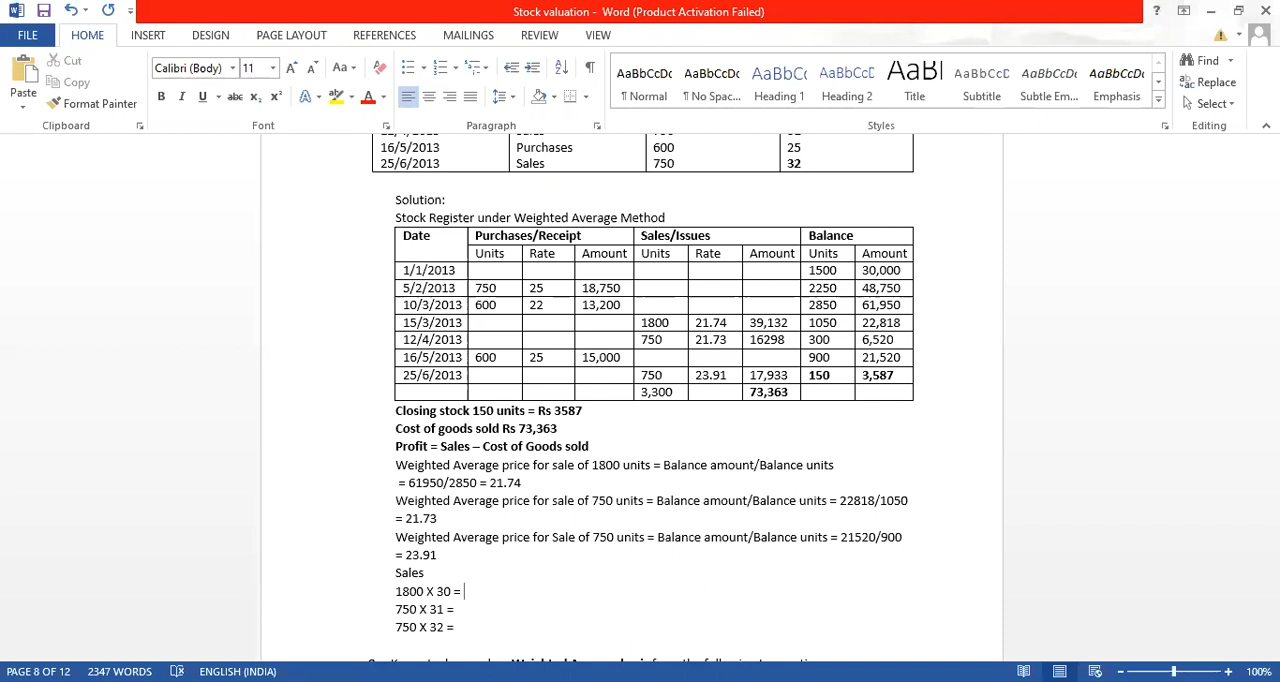 Stock valuation - Word (Product Activation Failed)
FILE HOME INSERT DESIGN PAGE LAYOUT REFERENCES MAILINGS REVIEW VIEW
Paste
Cut
Copy
Format Painter
Clipboard
Calibri (Body) 11
Font
Paragraph
AaBbCcDc AaBbCcDc AaBbCc AaBbCcD AaBl AaBbCcD AaBbCcDc AaBbCcDc
¶ Normal ¶ No Spac... Heading 1 Heading 2 Title Subtitle Subtle Em... Emphasis
Styles
Find
Replace
Select
Editing
16/5/2013 Purchases 600 25
25/6/2013 Sales 750 32
Solution:
Stock Register under Weighted Average Method
Date Purchases/Receipt Sales/Issues Balance
Units Rate Amount Units Rate Amount Units Amount
1/1/2013 1500 30,000
5/2/2013 750 25 18,750 2250 48,750
10/3/2013 600 22 13,200 2850 61,950
15/3/2013 1800 21.74 39,132 1050 22,818
12/4/2013 750 21.73 16298 300 6,520
16/5/2013 600 25 15,000 900 21,520
25/6/2013 750 23.91 17,933 150 3,587
3,300 73,363
Closing stock 150 units = Rs 3587
Cost of goods sold Rs 73,363
Profit = Sales – Cost of Goods sold
Weighted Average price for sale of 1800 units = Balance amount/Balance units
= 61950/2850 = 21.74
Weighted Average price for sale of 750 units = Balance amount/Balance units = 22818/1050
= 21.73
Weighted Average price for Sale of 750 units = Balance amount/Balance units = 21520/900
= 23.91
Sales
1800 X 30 =
750 X 31 =
750 X 32 =
PAGE 8 OF 12 2347 WORDS ENGLISH (INDIA) 100%